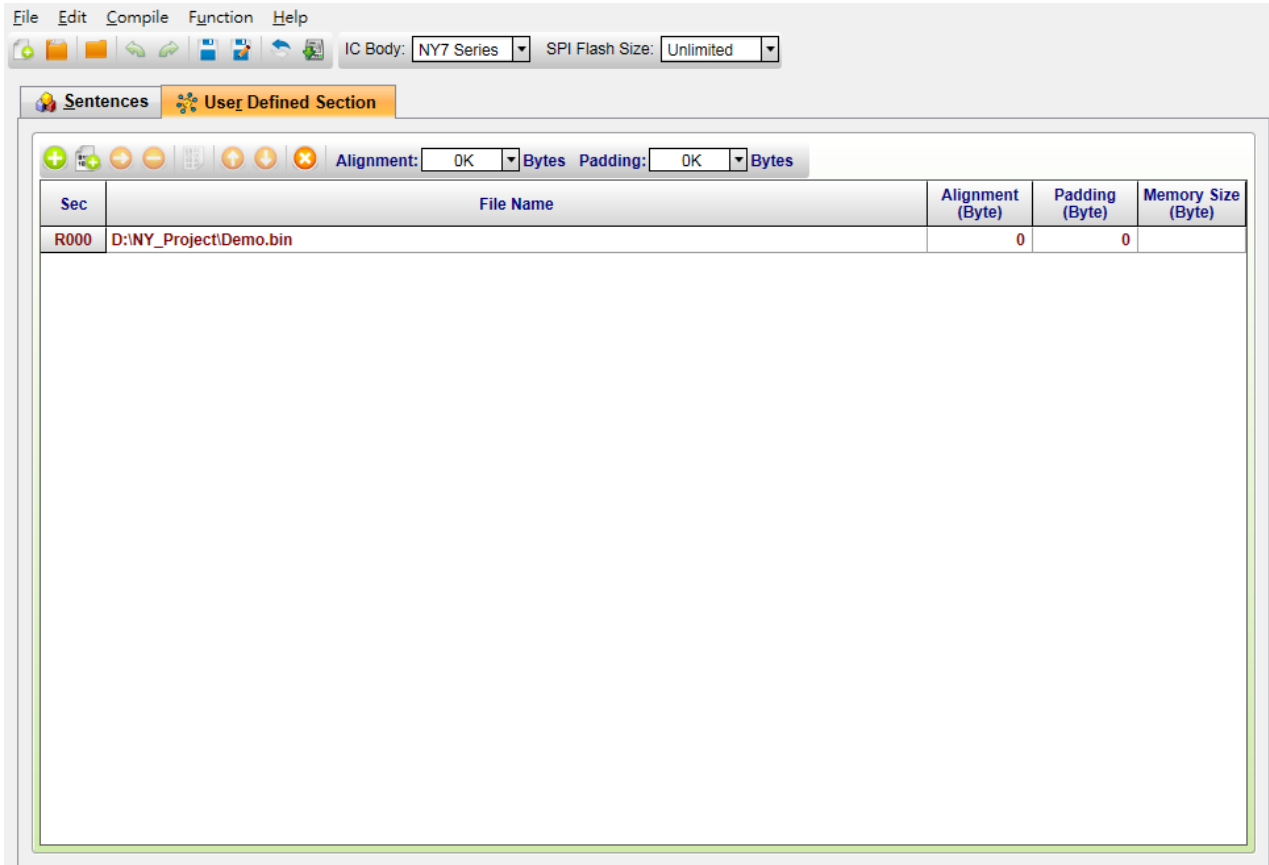 File Edit Compile Function Help
IC Body: NY7 Series SPI Flash Size: Unlimited
Sentences User Defined Section
Alignment: 0K Bytes Padding: 0K Bytes
Sec File Name Alignment (Byte) Padding (Byte) Memory Size (Byte)
R000 D:\NY_Project\Demo.bin 0 0